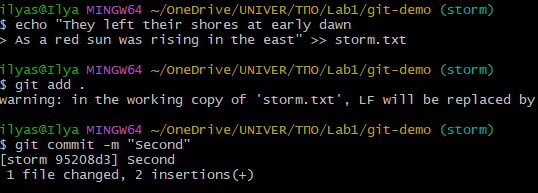 ilyas@Ilya MINGW64 ~/OneDrive/UNIVER/ТПО/Lab1/git-demo (storm)
$ echo "They left their shores at early dawn
> As a red sun was rising in the east" >> storm.txt
ilyas@Ilya MINGW64 ~/OneDrive/UNIVER/ТПО/Lab1/git-demo (storm)
$ git add .
warning: in the working copy of 'storm.txt', LF will be replaced by
ilyas@Ilya MINGW64 ~/OneDrive/UNIVER/ТПО/Lab1/git-demo (storm)
$ git commit -m "Second"
[storm 95208d3] Second
 1 file changed, 2 insertions(+)